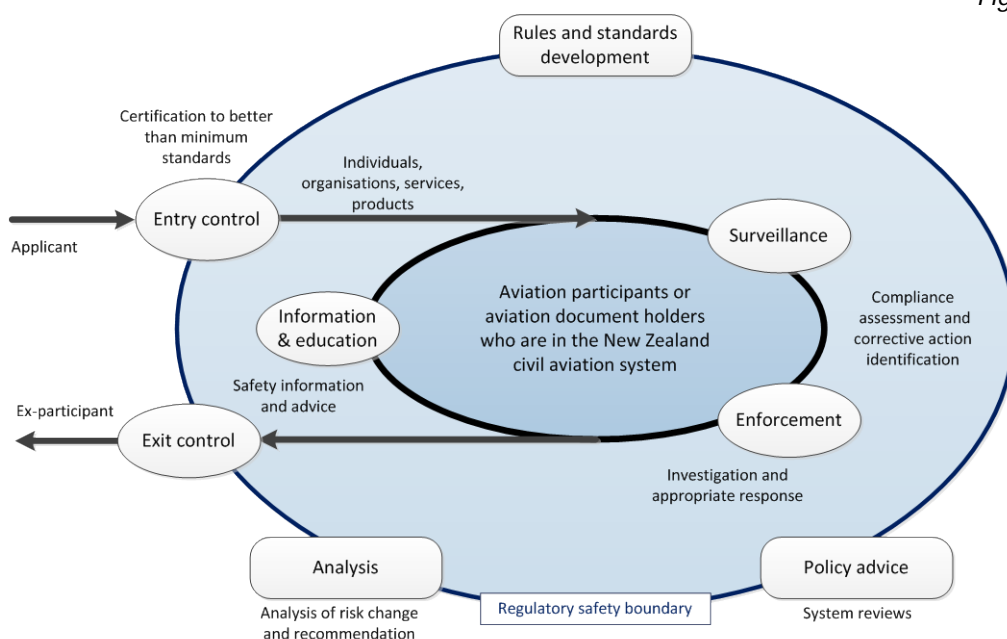 Fig
Rules and standards
development
Certification to better
than minimum
standards
Individuals,
organisations, services,
products
Entry control
Applicant
Surveillance
Information
& education
Aviation participants or
aviation document holders
who are in the New Zealand
civil aviation system
Compliance
assessment and
corrective action
identification
Safety information
and advice
Ex-participant
Exit control
Enforcement
Investigation and
appropriate response
Analysis
Analysis of risk change
and recommendation
Regulatory safety boundary
Policy advice
System reviews